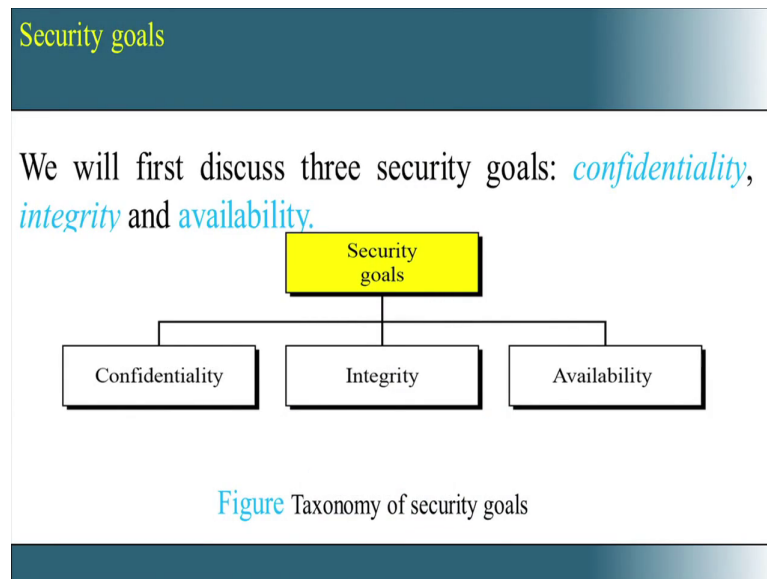 Security goals
We will first discuss three security goals: confidentiality,
integrity and availability.
Security
goals
Confidentiality
Integrity
Availability
Figure Taxonomy of security goals